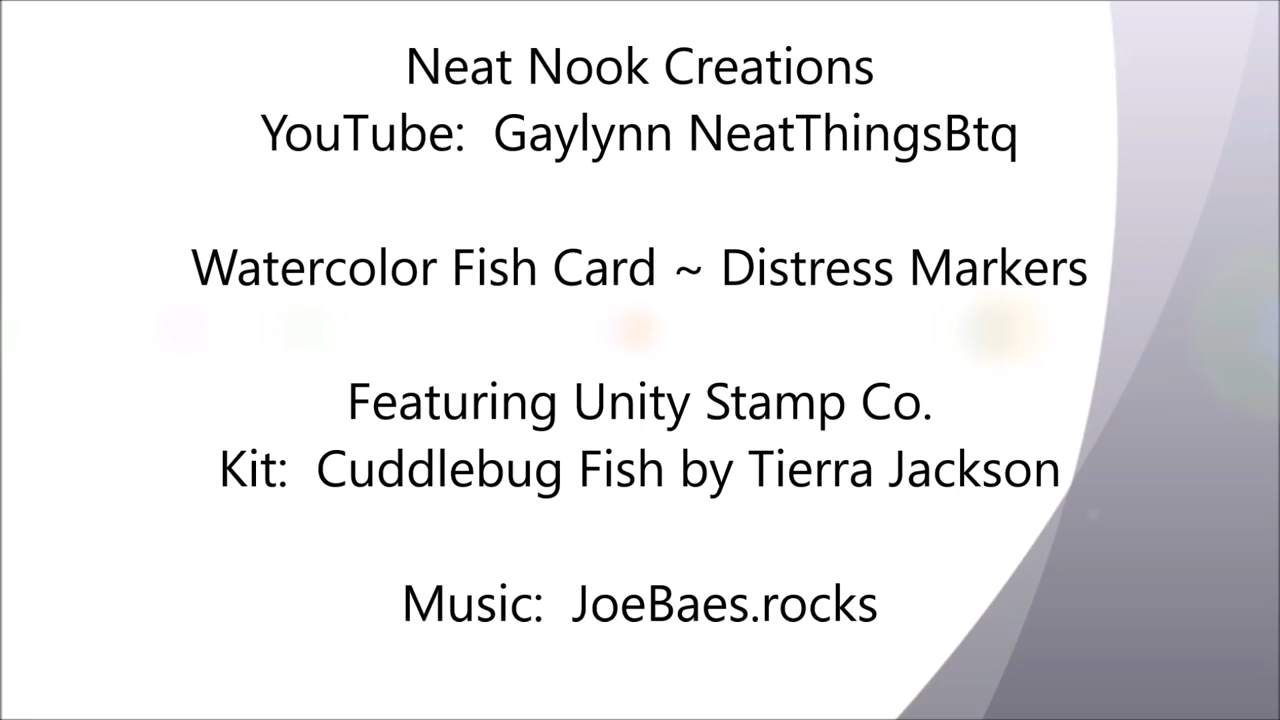 Neat Nook Creations
YouTube:  Gaylynn NeatThingsBtq
Watercolor Fish Card ~ Distress Markers
Featuring Unity Stamp Co.
Kit:  Cuddlebug Fish by Tierra Jackson
Music:  JoeBaes.rocks